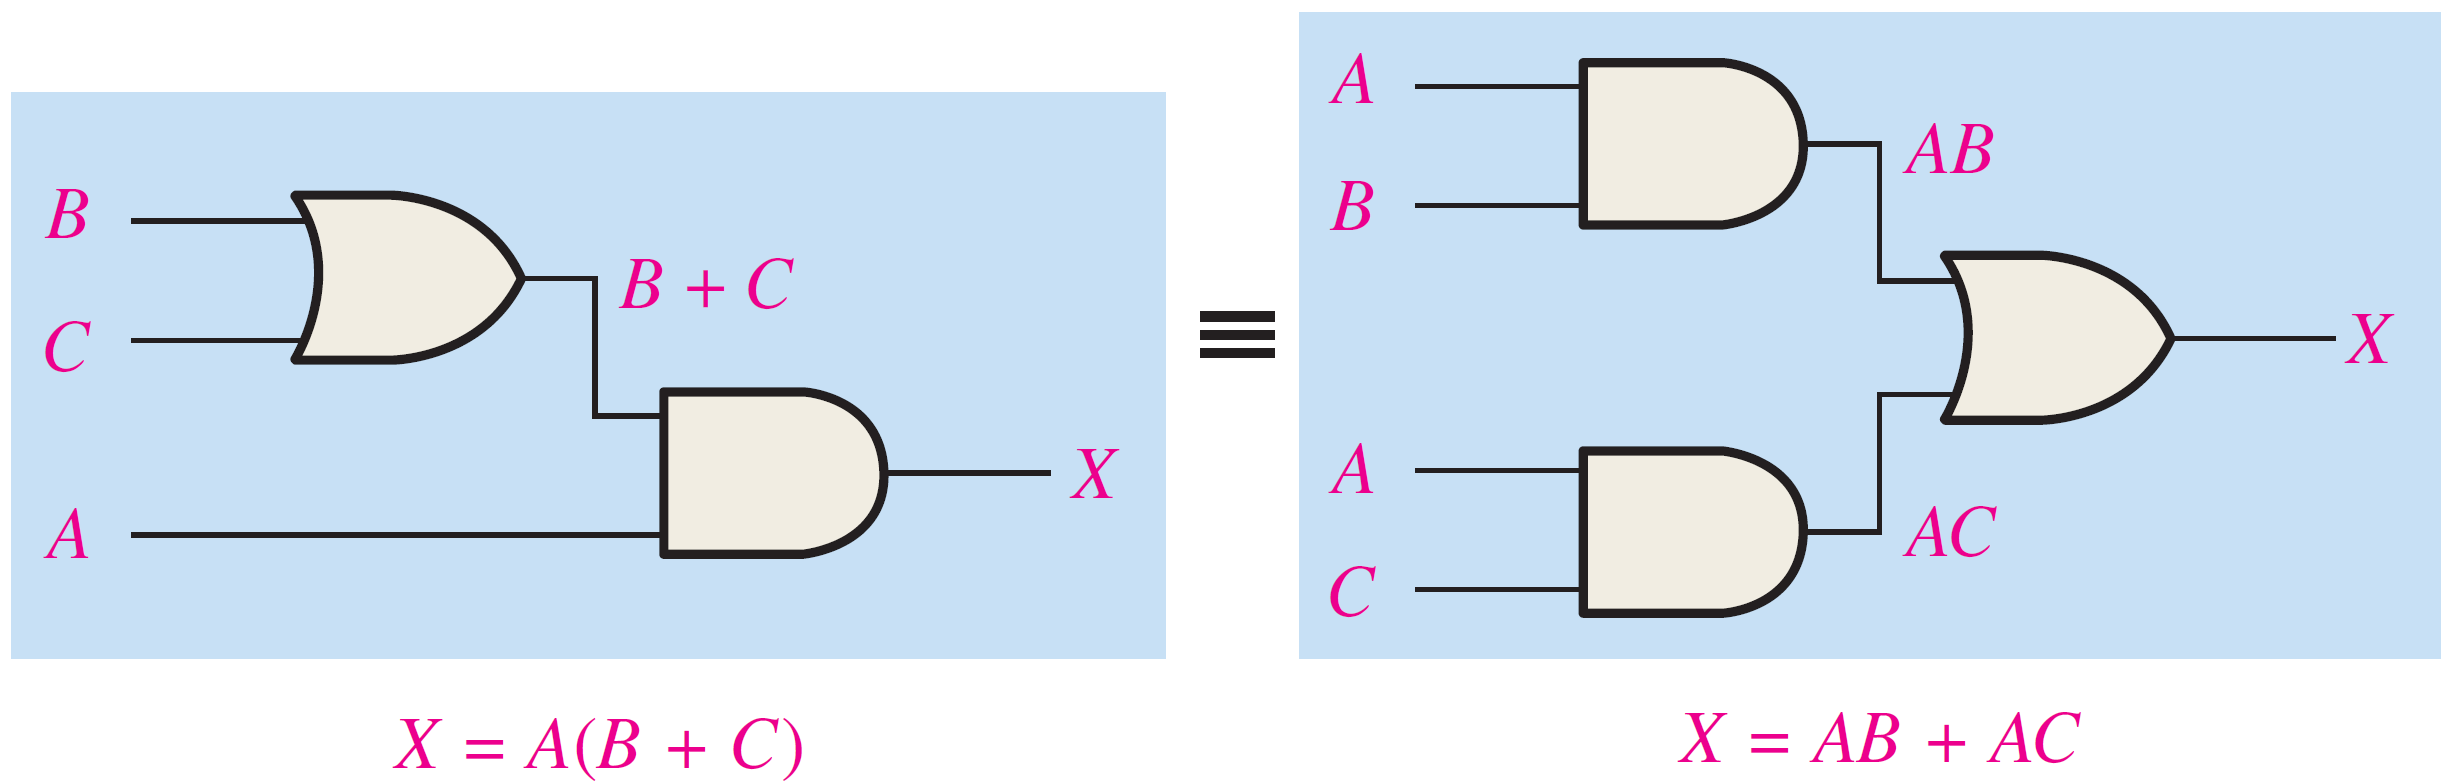 B
C
B + C
A
X
≡
A
B
AB
X
A
C
AC
X = A(B + C)
X = AB + AC